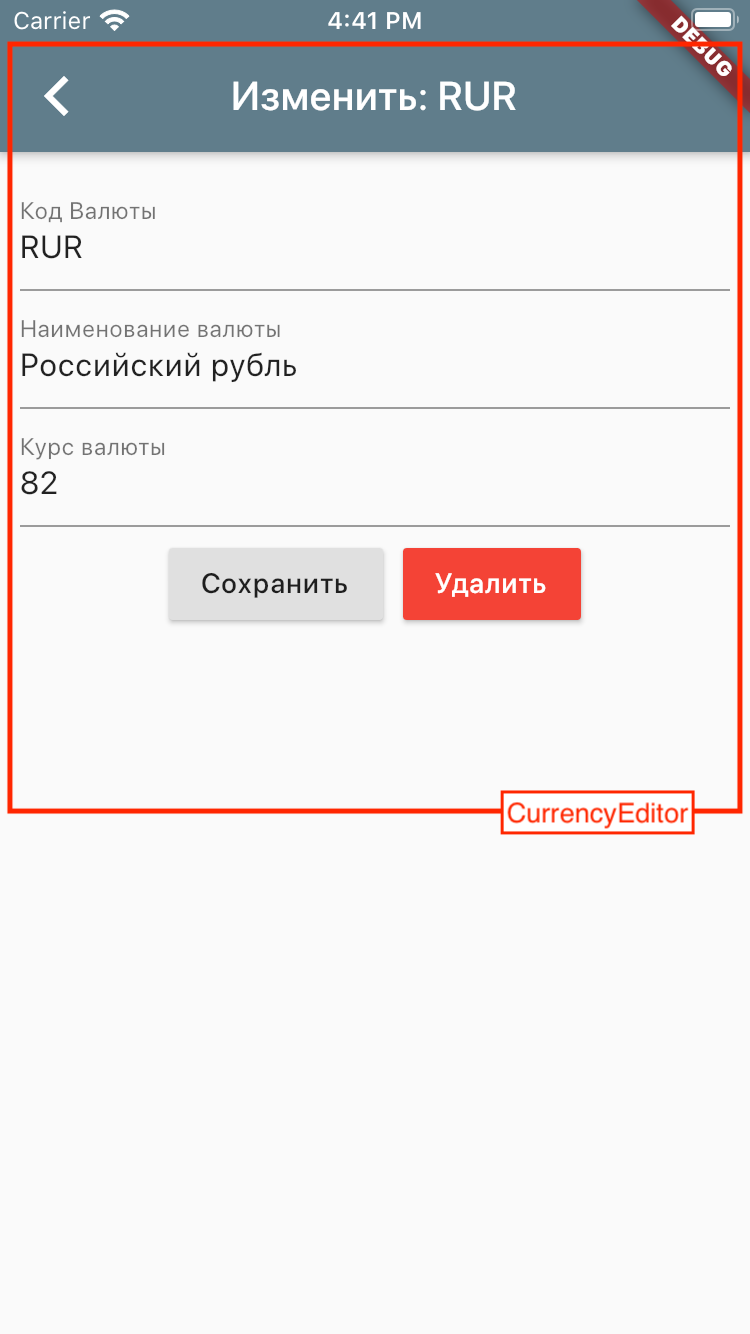 Carrier 4:41 PM
DEBUG
Изменить: RUR
Код Валюты
RUR
Наименование валюты
Российский рубль
Курс валюты
82
Сохранить Удалить
CurrencyEditor